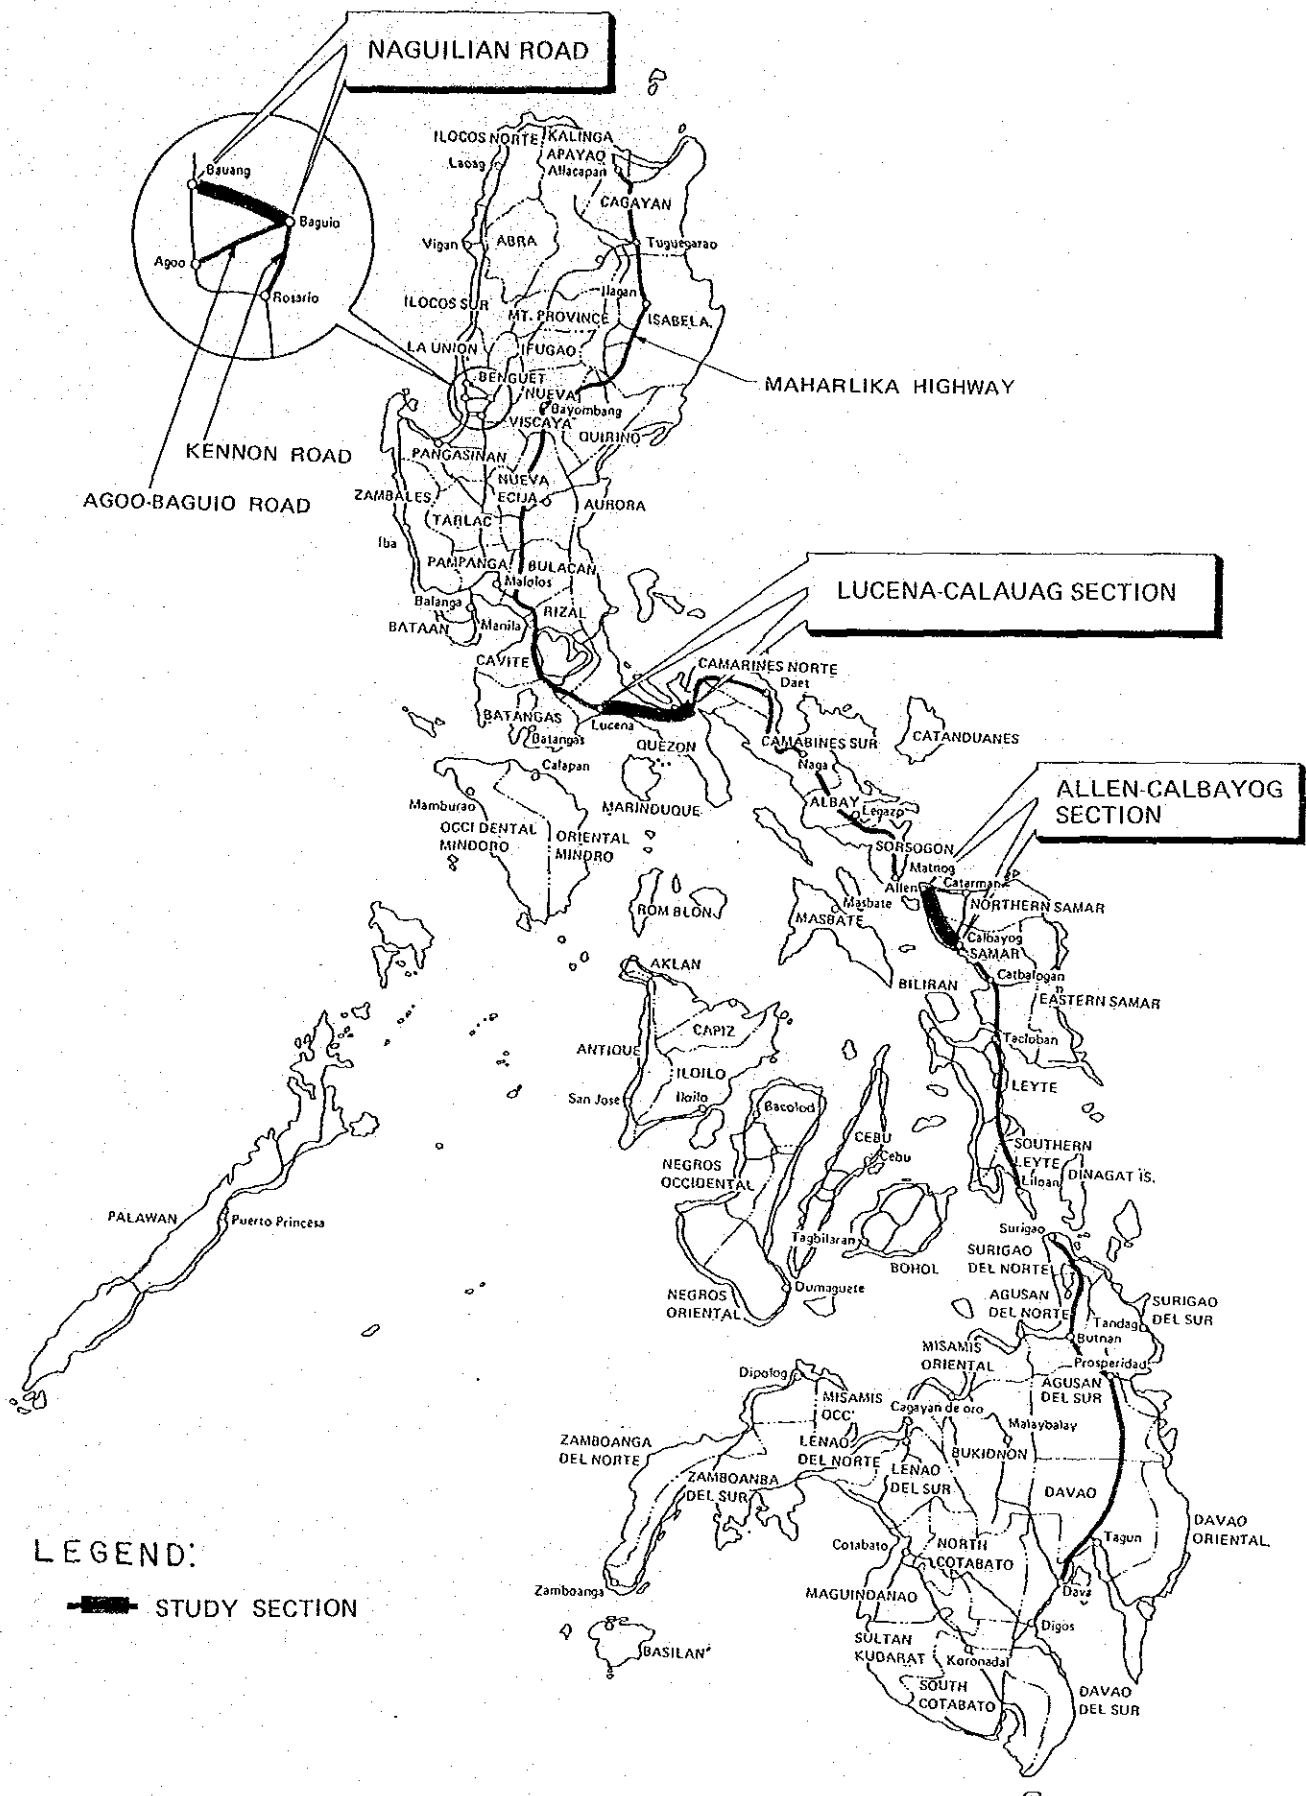 NAGUILIAN ROAD
Bauang
Baguio
Agoo
Rosario
KENNON ROAD
AGOO-BAGUIO ROAD
ILOCOS NORTE
KALINGA
APAYAO
Laoag
Allacapan
CAGAYAN
Vigan
ABRA
Tuguegarao
Ilagan
ILOCOS SUR
MT. PROVINCE
ISABELA
LA UNION
IFUGAO
BENGUET
MAHARLIKA HIGHWAY
NUEVA
Bayombang
VISCAYA
QUIRINO
PANGASINAN
NUEVA
ECIJA
ZAMBALES
AURORA
TARLAC
Iba
PAMPANGA
BULACAN
Malolos
Balanga
RIZAL
BATAAN
Manila
CAVITE
LUCENA-CALAUAG SECTION
CAMARINES NORTE
Daet
BATANGAS
Batangas
Lucena
QUEZON
CAMABINES SUR
CATANDUANES
Naga
Calapan
Mamburao
MARINDUQUE
ALBAY
Legazp
OCCIDENTAL
MINDORO
ORIENTAL
MINDRO
ALLEN-CALBAYOG
SECTION
SORSOGON
Matnog
Allen
Catarman
NORTHERN SAMAR
ROMBLON
Masbate
MASBATE
Calbayog
SAMAR
Catbalogan
EASTERN SAMAR
BILIRAN
AKLAN
CAPIZ
ANTIQUE
ILOILO
San Jose
Iloilo
Tacloban
LEYTE
Bacolod
CEBU
Cebu
SOUTHERN
LEYTE
Liloan
DINAGAT IS.
NEGROS
OCCIDENTAL
PALAWAN
Puerto Princesa
Tagbilaran
BOHOL
Surigao
SURIGAO
DEL NORTE
NEGROS
ORIENTAL
Dumaguete
AGUSAN
DEL NORTE
SURIGAO
DEL SUR
Tandag
Butnan
MISAMIS
ORIENTAL
Prosperidad
AGUSAN
DEL SUR
Dipolog
MISAMIS
OCC'
Cagayan de oro
Malaybalay
ZAMBOANGA
DEL NORTE
LENAO
DEL NORTE
BUKIDNON
LENAO
DEL SUR
ZAMBOANBA
DEL SUR
DAVAO
DAVAO
ORIENTAL
Tagun
Cotabato
NORTH
COTABATO
Zamboanga
MAGUINDANAO
Dava
Digos
BASILAN
SULTAN
KUDARAT
Koronadal
SOUTH
COTABATO
DAVAO
DEL SUR
LEGEND:
STUDY SECTION